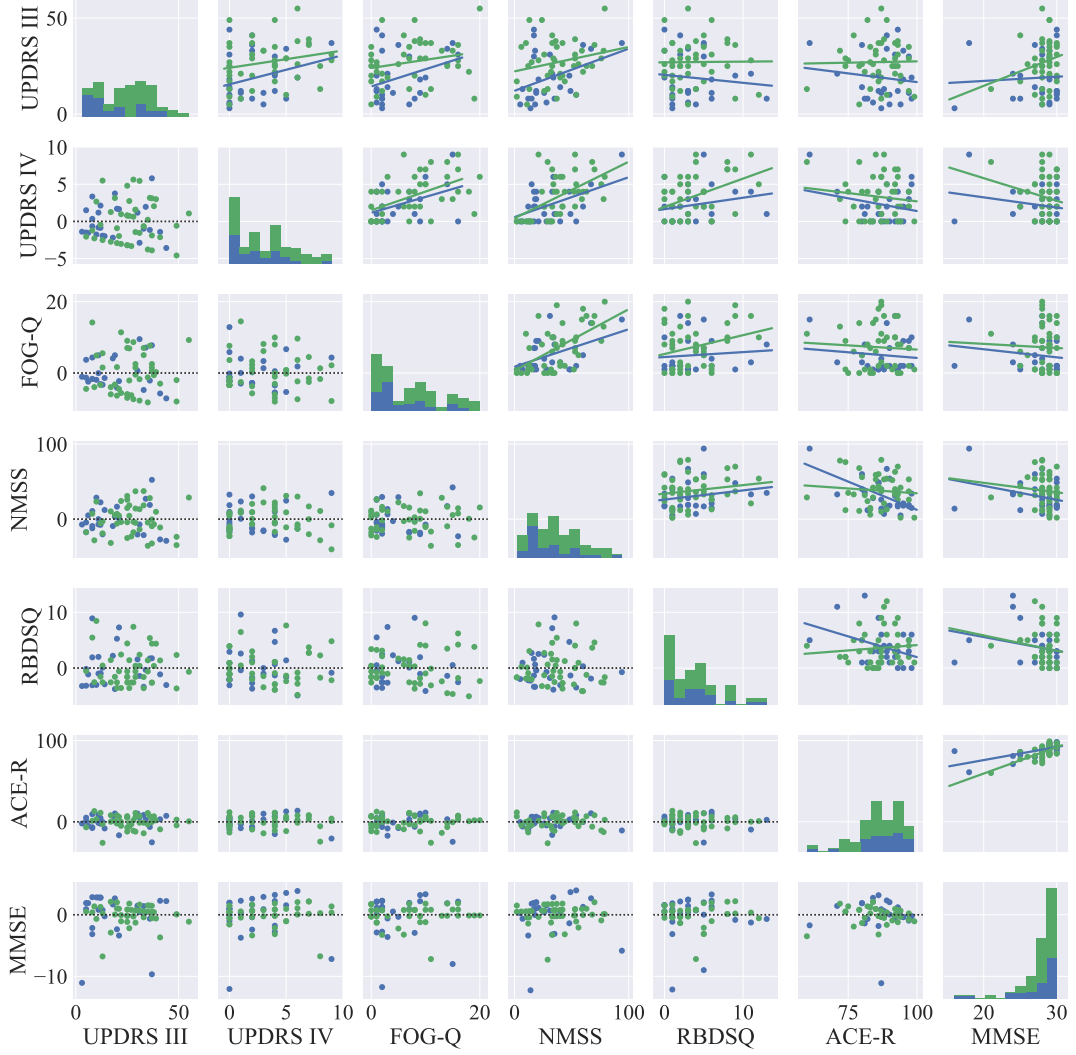 UPDRS III
50
0
UPDRS IV
10
5
0
−5
FOG-Q
20
0
NMSS
100
0
RBDSQ
10
0
ACE-R
100
0
MMSE
0
−10
0 50 0 5 10 0 20 0 100 0 10 75 100 20 30
UPDRS III UPDRS IV FOG-Q NMSS RBDSQ ACE-R MMSE